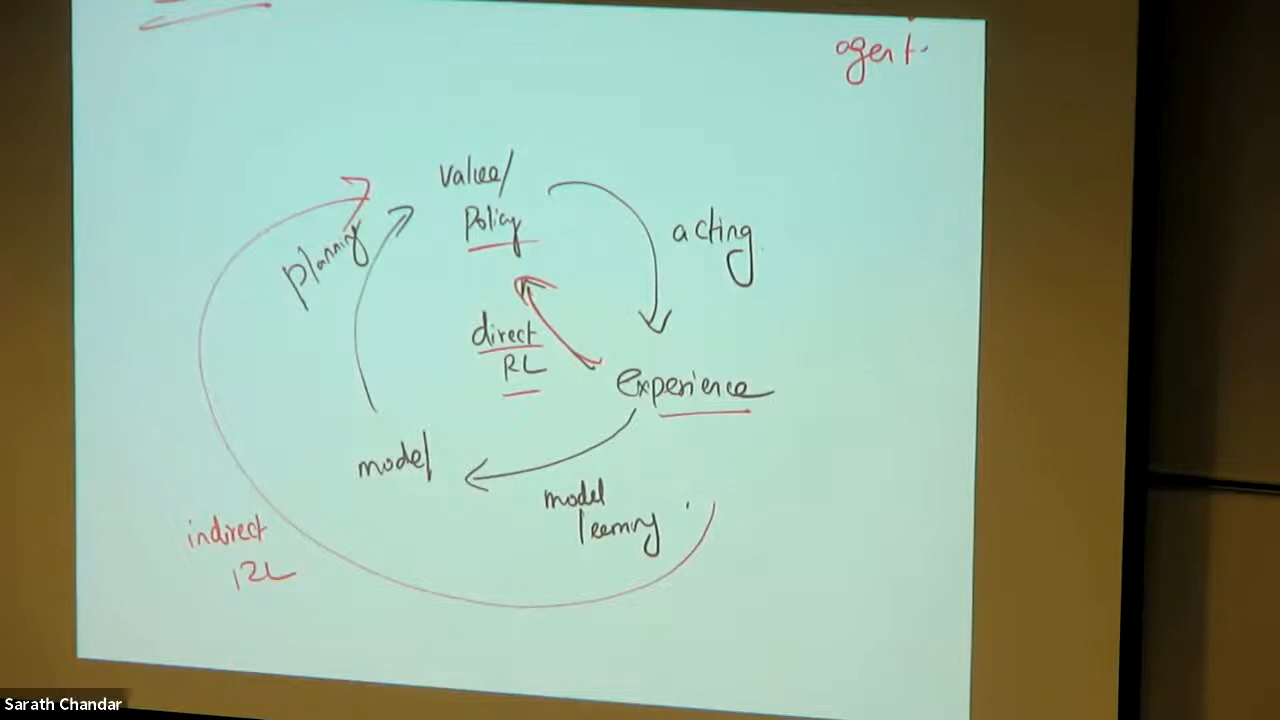 agent.
value/
policy
acting
planning
direct
RL
experience
model
model
learning
indirect
RL
Sarath Chandar